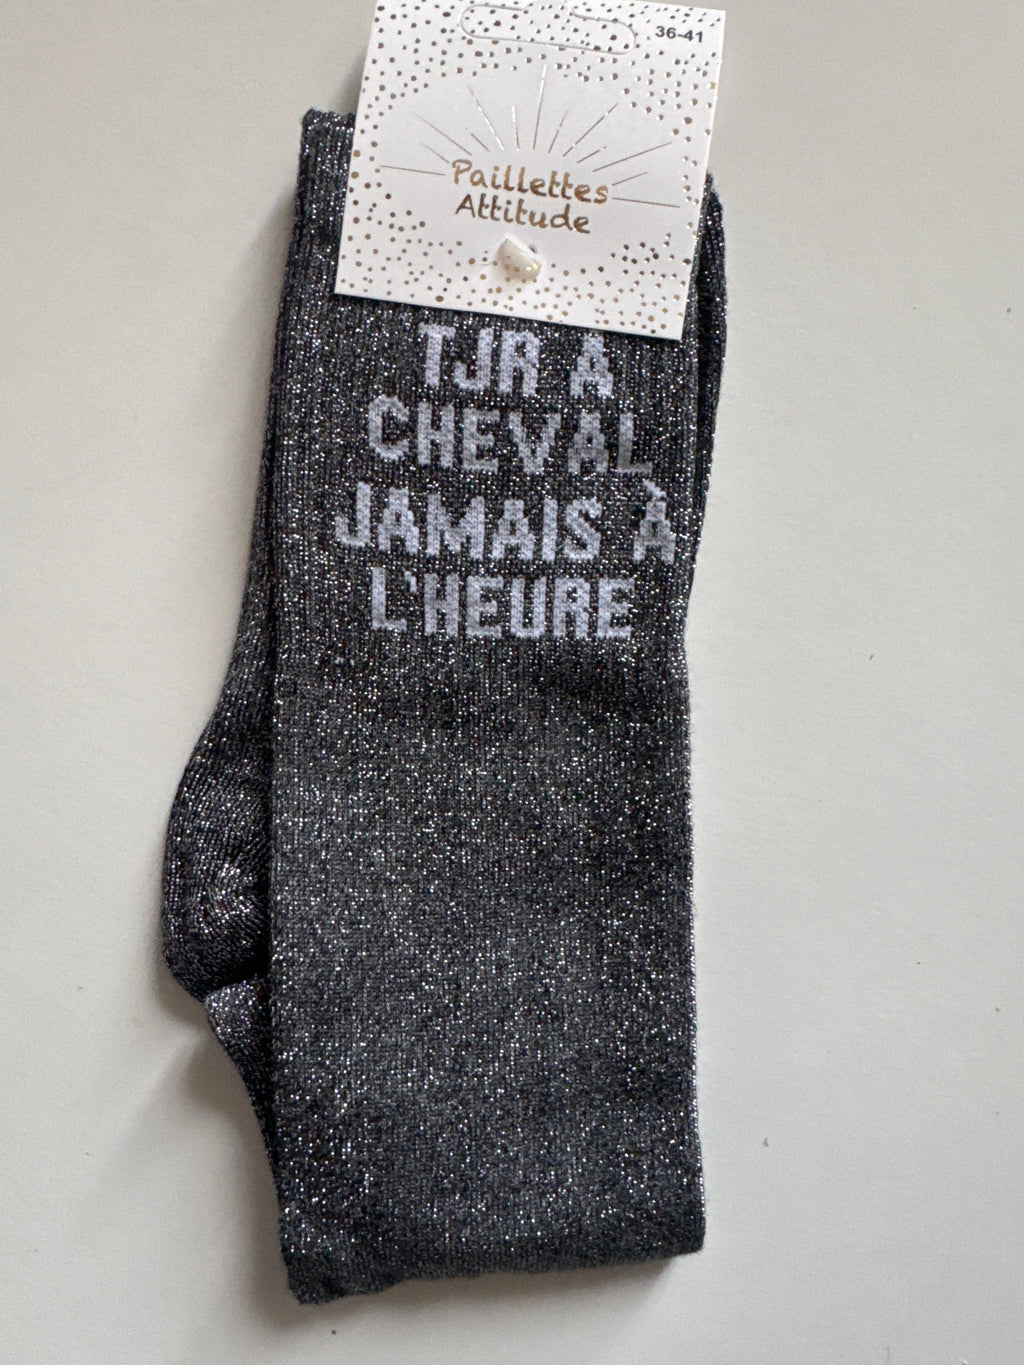 36-41
Paillettes
Attitude
TJR A
CHEVAL
JAMAIS À
L'HEURE